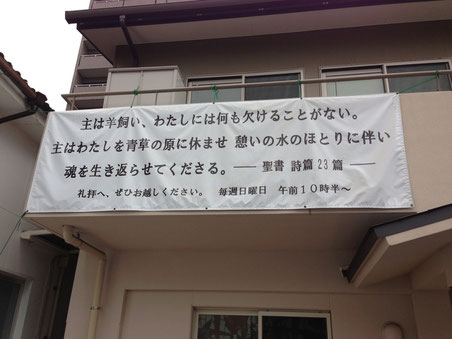 主は羊飼い、わたしには何も欠けることがない。
主はわたしを青草の原に休ませ 憩いの水のほとりに伴い
魂を生き返らせてくださる。 ― 聖書 詩篇 23 篇 ―
礼拝へ、ぜひお越しください。 毎週日曜日 午前10時半～